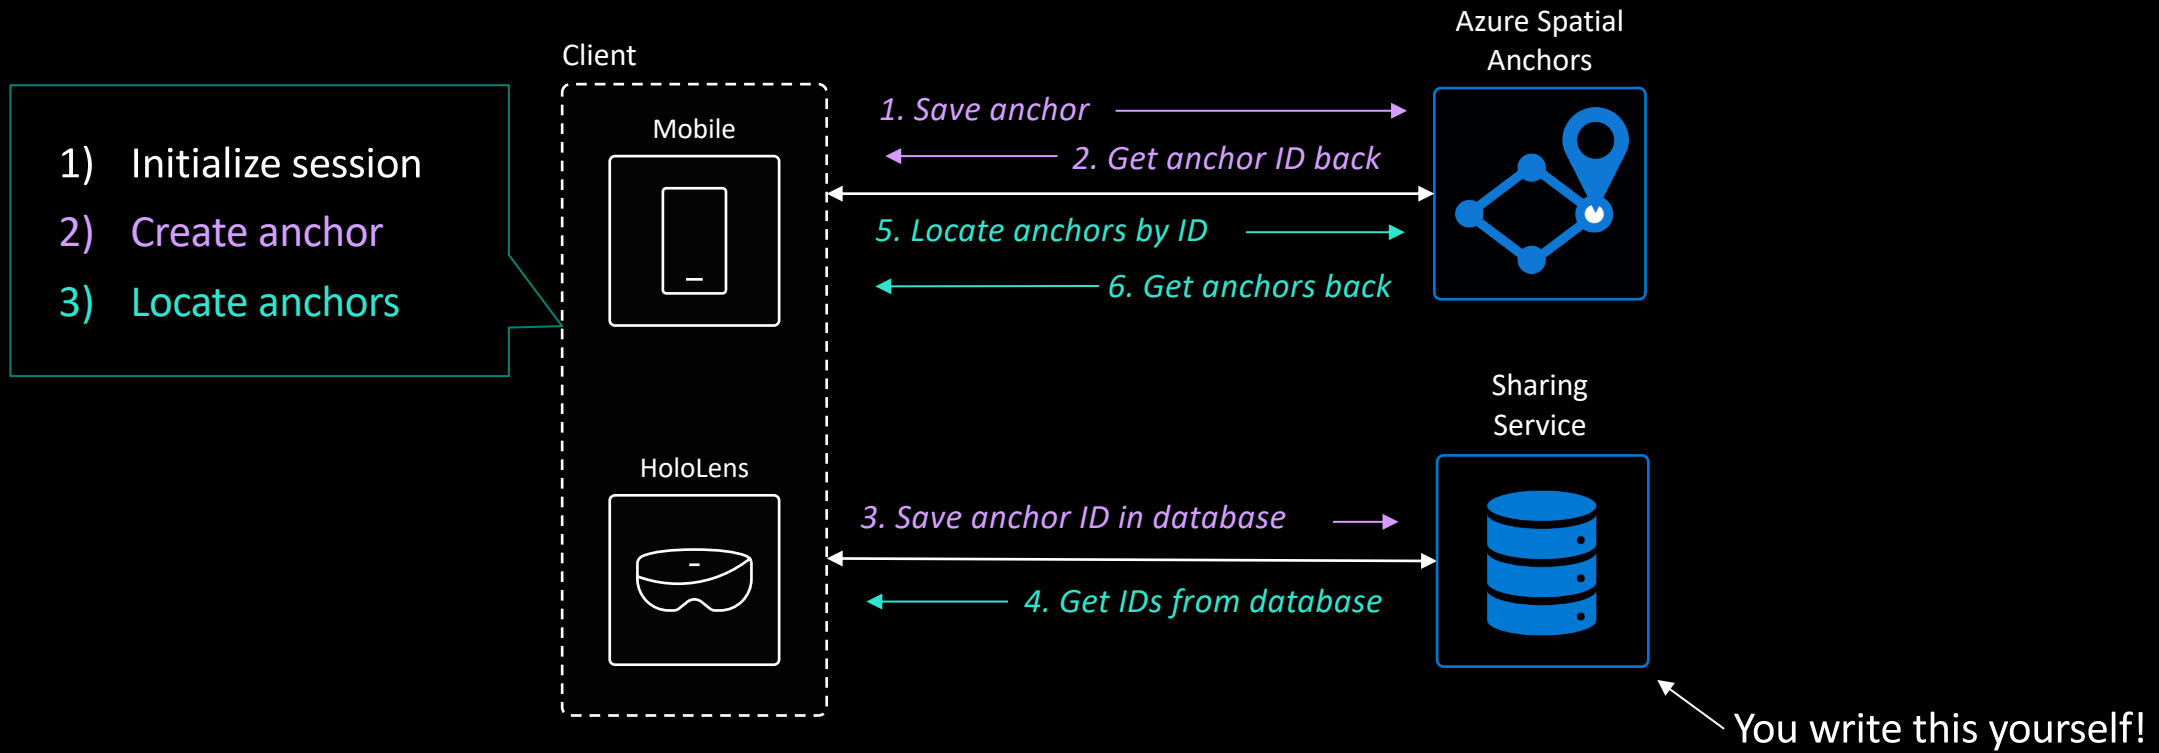 1) Initialize session
2) Create anchor
3) Locate anchors
Client
Mobile
HoloLens
1. Save anchor
2. Get anchor ID back
5. Locate anchors by ID
6. Get anchors back
3. Save anchor ID in database
4. Get IDs from database
Azure Spatial
Anchors
Sharing
Service
You write this yourself!